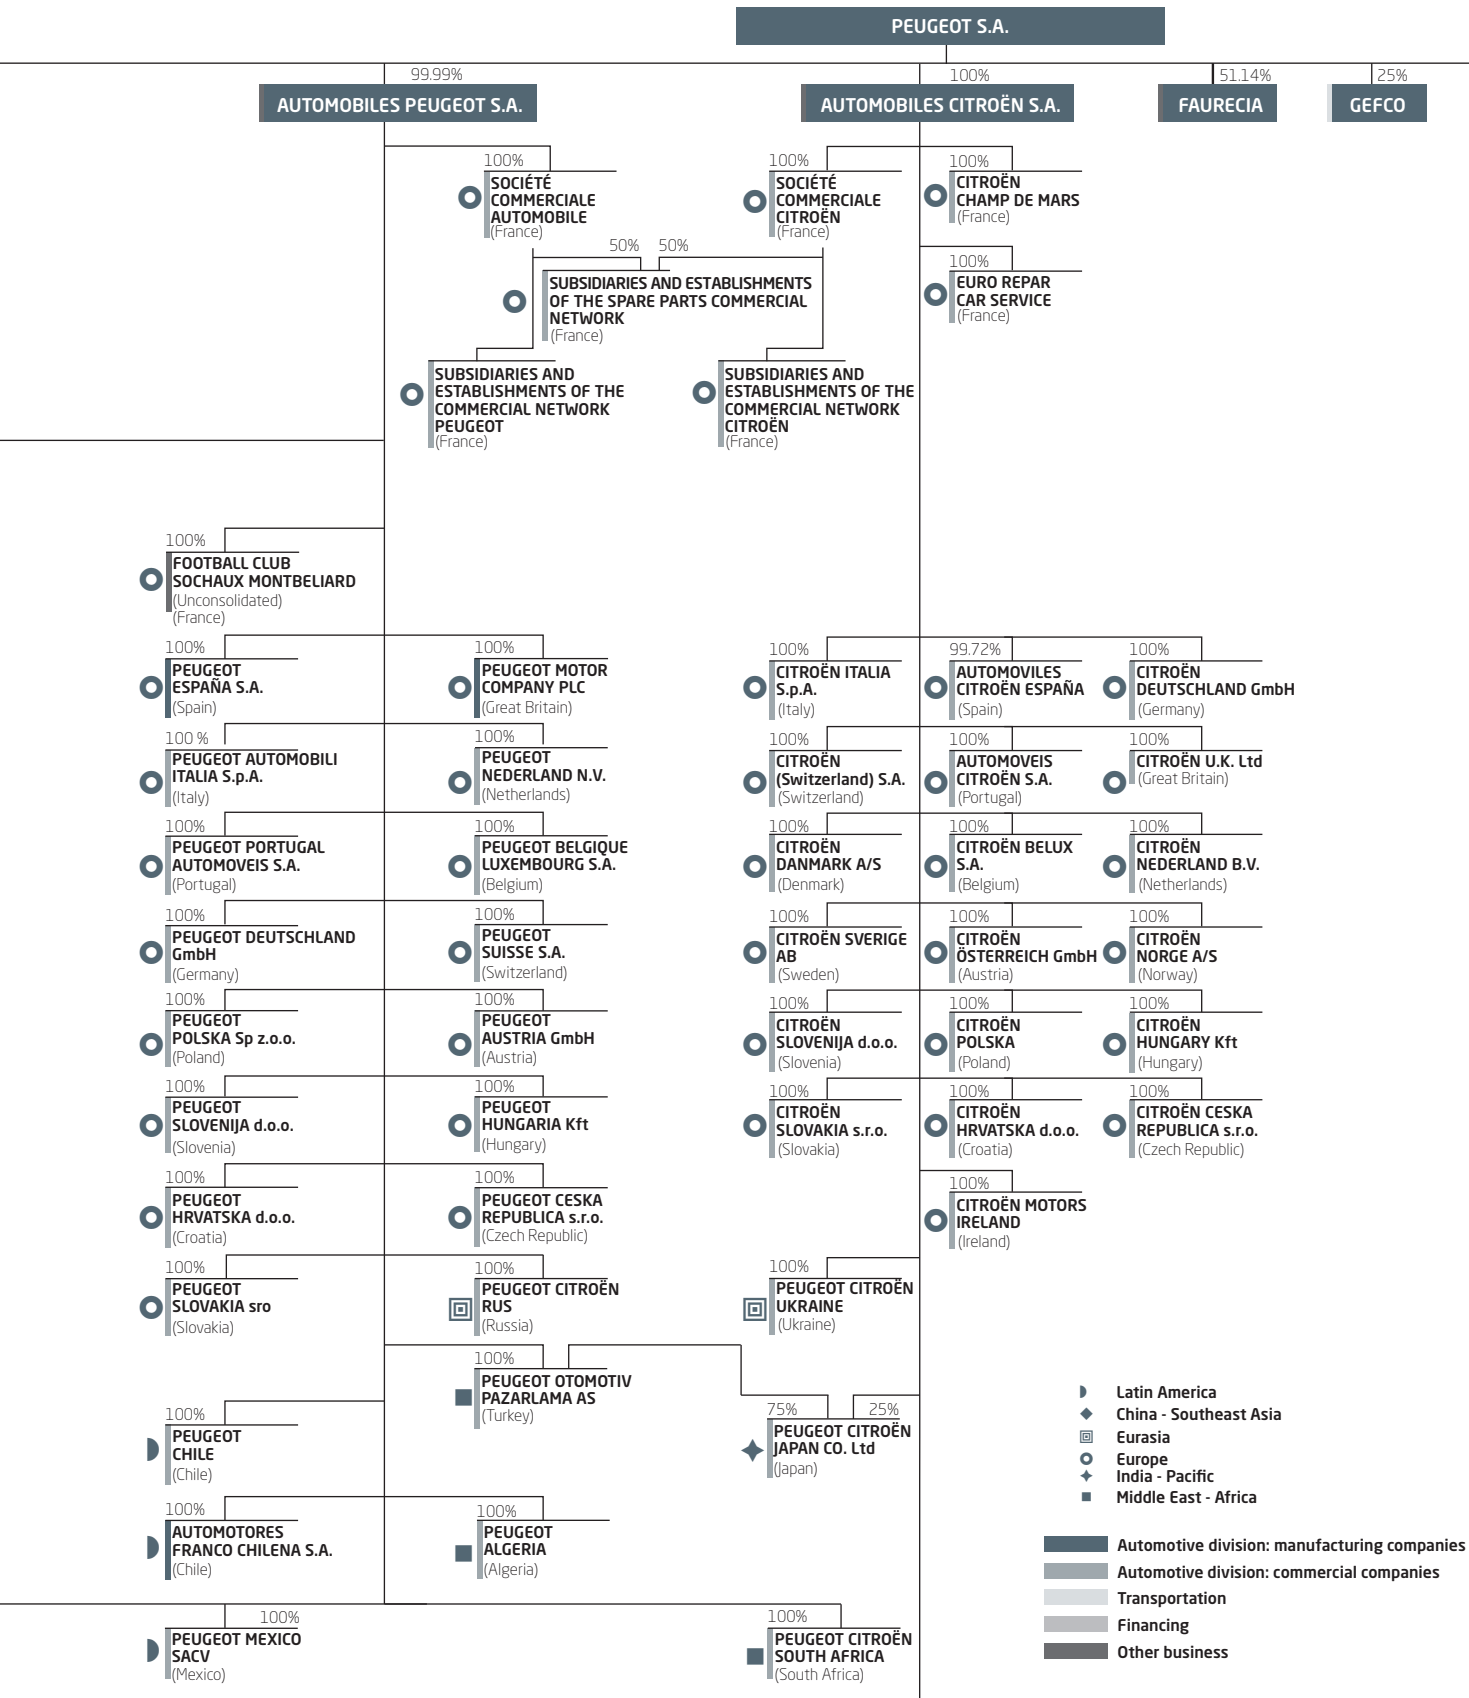 PEUGEOT S.A.
99.99%
100%
51.14%
25%
AUTOMOBILES PEUGEOT S.A.
AUTOMOBILES CITROËN S.A.
FAURECIA
GEFCO
100%
SOCIÉTÉ
COMMERCIALE
AUTOMOBILE
(France)
100%
SOCIÉTÉ
COMMERCIALE
CITROËN
(France)
100%
CITROËN
CHAMP DE MARS
(France)
50%
50%
SUBSIDIARIES AND ESTABLISHMENTS
OF THE SPARE PARTS COMMERCIAL
NETWORK
(France)
100%
EURO REPAR
CAR SERVICE
(France)
SUBSIDIARIES AND
ESTABLISHMENTS OF THE
COMMERCIAL NETWORK
PEUGEOT
(France)
SUBSIDIARIES AND
ESTABLISHMENTS OF THE
COMMERCIAL NETWORK
CITROËN
(France)
100%
FOOTBALL CLUB
SOCHAUX MONTBELIARD
(Unconsolidated)
(France)
100%
PEUGEOT
ESPAÑA S.A.
(Spain)
100%
PEUGEOT MOTOR
COMPANY PLC
(Great Britain)
100%
CITROËN ITALIA
S.p.A.
(Italy)
99.72%
AUTOMOVILES
CITROËN ESPAÑA
(Spain)
100%
CITROËN
DEUTSCHLAND GmbH
(Germany)
100 %
PEUGEOT AUTOMOBILI
ITALIA S.p.A.
(Italy)
100%
PEUGEOT
NEDERLAND N.V.
(Netherlands)
100%
CITROËN
(Switzerland) S.A.
(Switzerland)
100%
AUTOMOVEIS
CITROËN S.A.
(Portugal)
100%
CITROËN U.K. Ltd
(Great Britain)
100%
PEUGEOT PORTUGAL
AUTOMOVEIS S.A.
(Portugal)
100%
PEUGEOT BELGIQUE
LUXEMBOURG S.A.
(Belgium)
100%
CITROËN
DANMARK A/S
(Denmark)
100%
CITROËN BELUX
S.A.
(Belgium)
100%
CITROËN
NEDERLAND B.V.
(Netherlands)
100%
PEUGEOT DEUTSCHLAND
GmbH
(Germany)
100%
PEUGEOT
SUISSE S.A.
(Switzerland)
100%
CITROËN SVERIGE
AB
(Sweden)
100%
CITROËN
ÖSTERREICH GmbH
(Austria)
100%
CITROËN
NORGE A/S
(Norway)
100%
PEUGEOT
POLSKA Sp z.o.o.
(Poland)
100%
PEUGEOT
AUSTRIA GmbH
(Austria)
100%
CITROËN
SLOVENIJA d.o.o.
(Slovenia)
100%
CITROËN
POLSKA
(Poland)
100%
CITROËN
HUNGARY Kft
(Hungary)
100%
PEUGEOT
SLOVENIJA d.o.o.
(Slovenia)
100%
PEUGEOT
HUNGARIA Kft
(Hungary)
100%
CITROËN
SLOVAKIA s.r.o.
(Slovakia)
100%
CITROËN
HRVATSKA d.o.o.
(Croatia)
100%
CITROËN CESKA
REPUBLICA s.r.o.
(Czech Republic)
100%
PEUGEOT
HRVATSKA d.o.o.
(Croatia)
100%
PEUGEOT CESKA
REPUBLICA s.r.o.
(Czech Republic)
100%
CITROËN MOTORS
IRELAND
(Ireland)
100%
PEUGEOT
SLOVAKIA sro
(Slovakia)
100%
PEUGEOT CITROËN
RUS
(Russia)
100%
PEUGEOT CITROËN
UKRAINE
(Ukraine)
100%
PEUGEOT OTOMOTIV
PAZARLAMA AS
(Turkey)
100%
PEUGEOT
CHILE
(Chile)
75%
25%
PEUGEOT CITROËN
JAPAN CO. Ltd
(Japan)
100%
AUTOMOTORES
FRANCO CHILENA S.A.
(Chile)
100%
PEUGEOT
ALGERIA
(Algeria)
100%
PEUGEOT MEXICO
SACV
(Mexico)
100%
PEUGEOT CITROËN
SOUTH AFRICA
(South Africa)
Latin America
China - Southeast Asia
Eurasia
Europe
India - Pacific
Middle East - Africa
Automotive division: manufacturing companies
Automotive division: commercial companies
Transportation
Financing
Other business